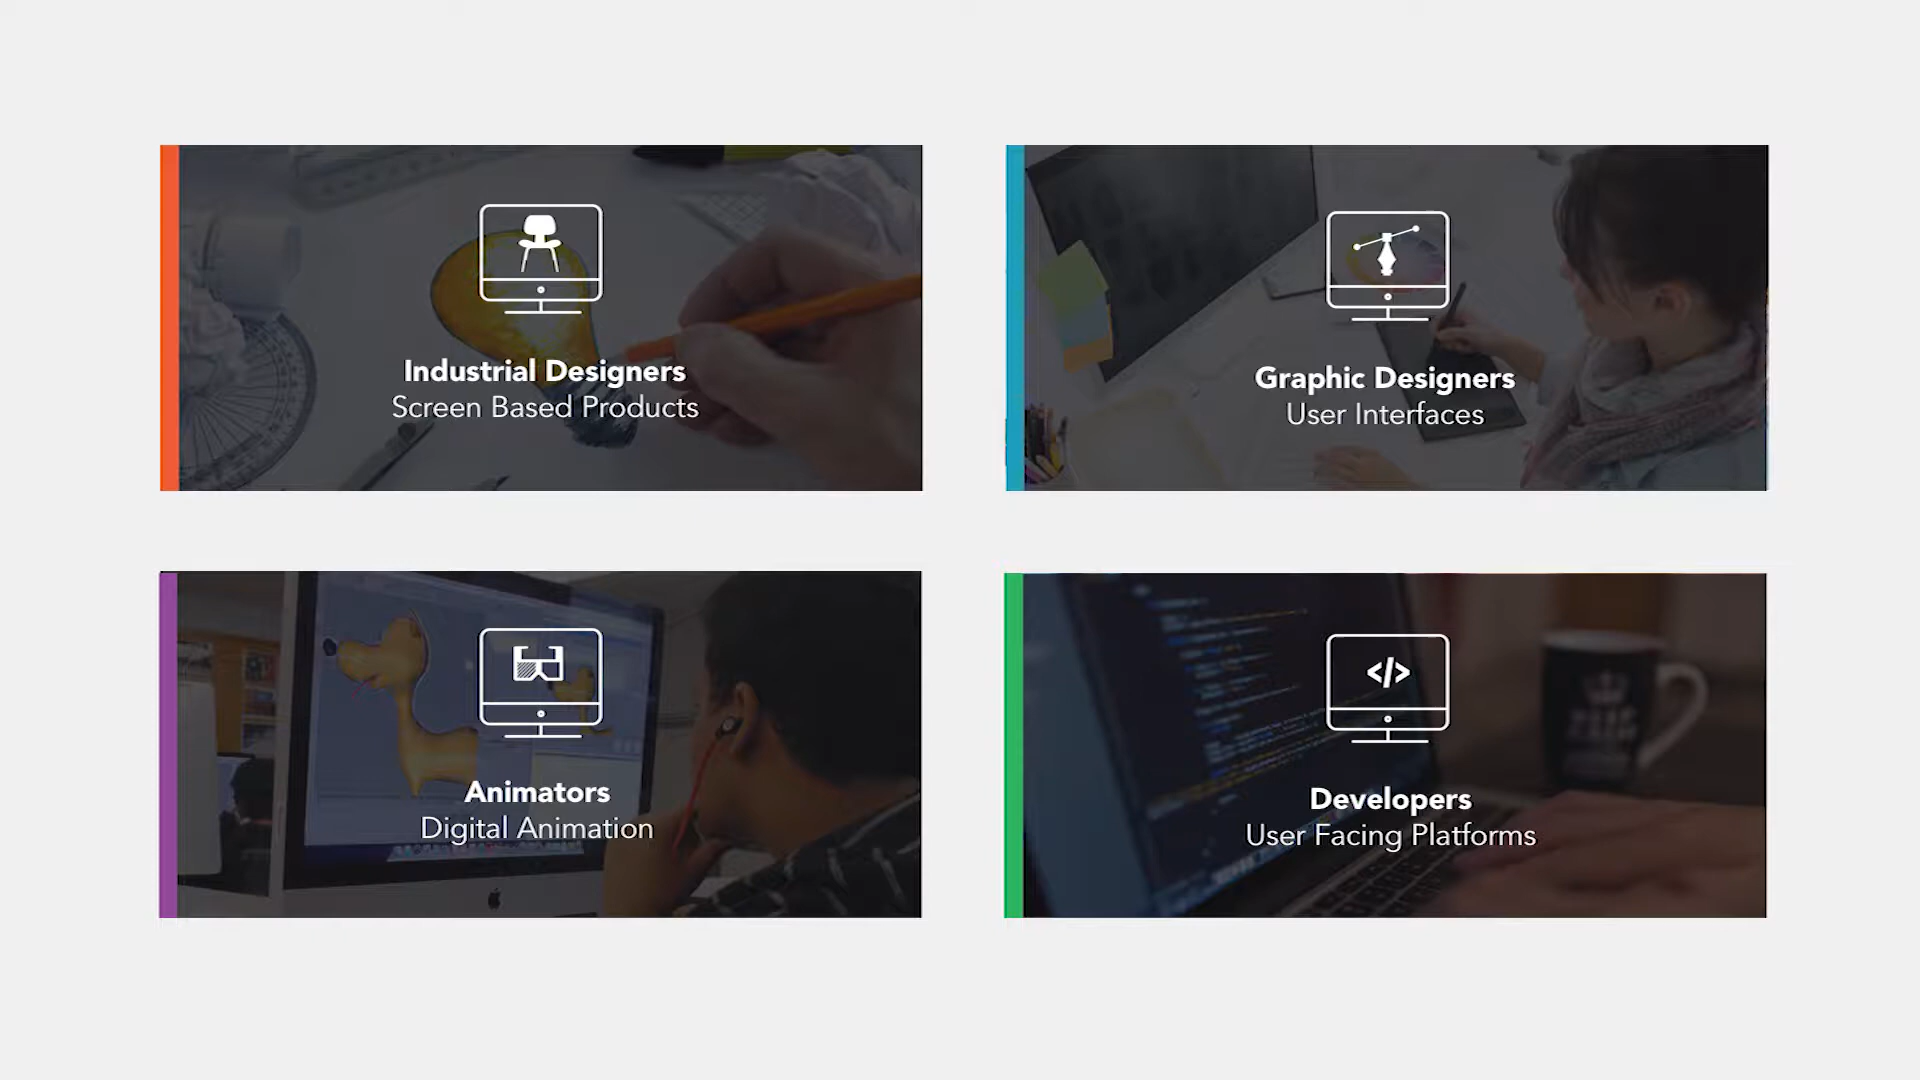 Industrial Designers
Screen Based Products
Graphic Designers
User Interfaces
</>
Animators
Digital Animation
Developers
User Facing Platforms